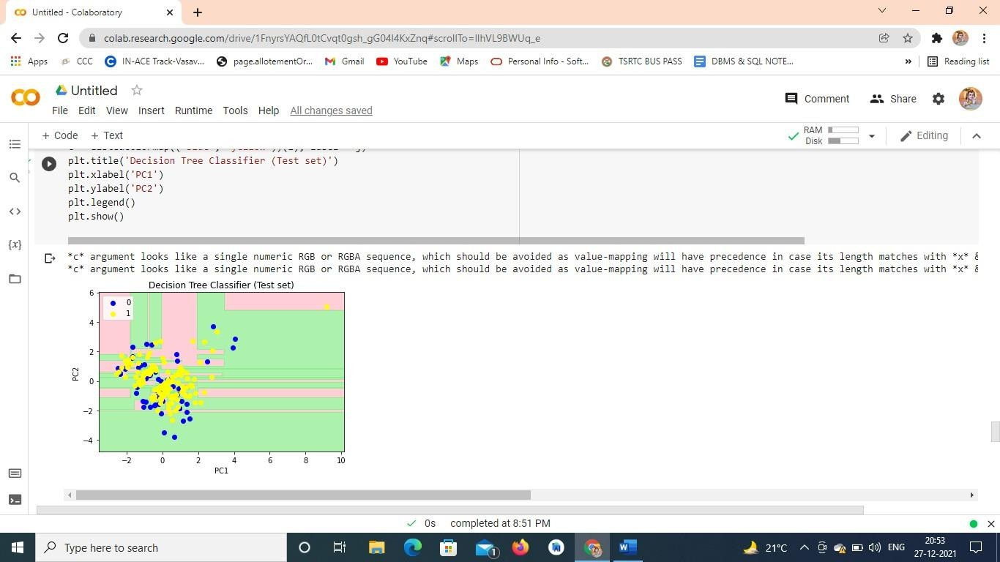 Untitled - Colaboratory
colab.research.google.com/drive/1FnyrsYAQfL0tCvqt0gsh_gG04I4KxZnq#scrollTo=IIhVL9BWUq_e
Apps CCC IN-ACE Track-Vasav... page.allotementOr... Gmail YouTube Maps Personal Info - Soft... TSRTC BUS PASS DBMS & SQL NOTE... » Reading list
Untitled
Comment Share
File Edit View Insert Runtime Tools Help All changes saved
+ Code + Text
RAM
Disk
Editing
plt.title('Decision Tree Classifier (Test set)')
plt.xlabel('PC1')
plt.ylabel('PC2')
plt.legend()
plt.show()
{x}
*c* argument looks like a single numeric RGB or RGBA sequence, which should be avoided as value-mapping will have precedence in case its length matches with *x* &
*c* argument looks like a single numeric RGB or RGBA sequence, which should be avoided as value-mapping will have precedence in case its length matches with *x* &
Decision Tree Classifier (Test set)
0
1
6
4
2
0
−2
−4
PC2
−2 0 2 4 6 8 10
PC1
0s completed at 8:51 PM
Type here to search
1
W
21°C
ENG
20:53
27-12-2021